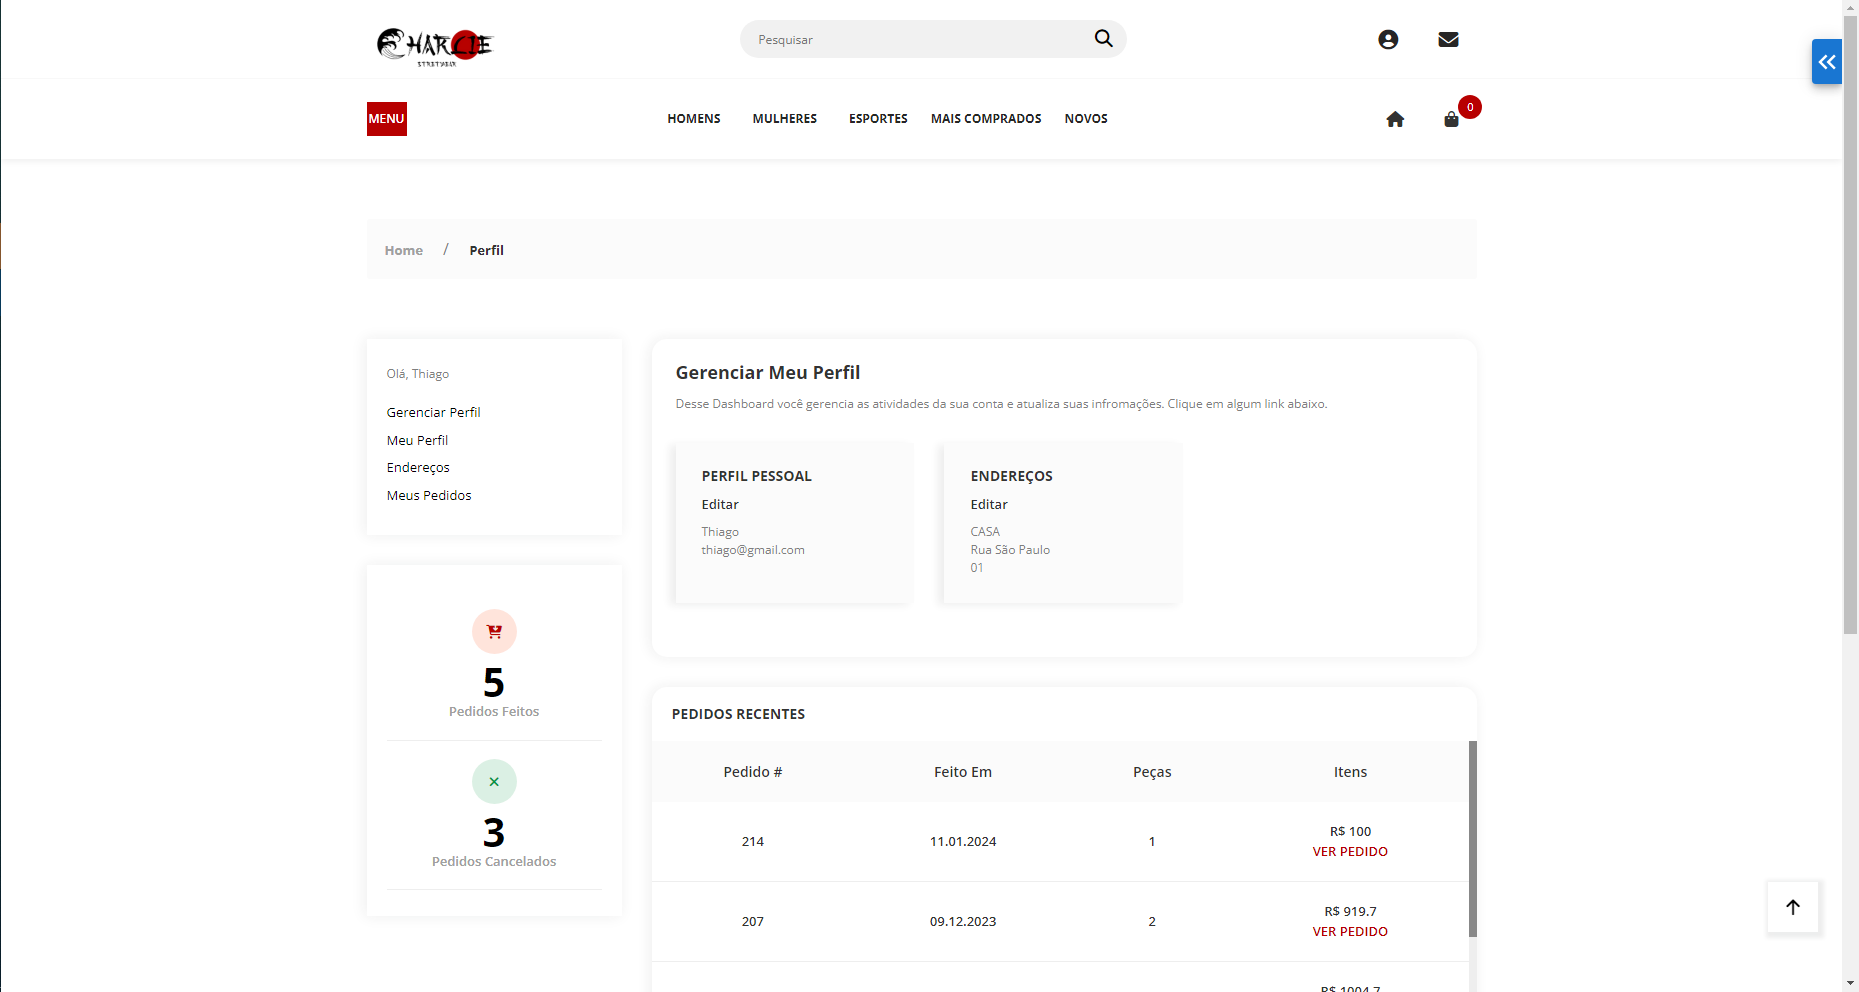 HARCIE
STRETWEAR
Pesquisar
MENU
HOMENS
MULHERES
ESPORTES
MAIS COMPRADOS
NOVOS
0
Home / Perfil
Olá, Thiago
Gerenciar Perfil
Meu Perfil
Endereços
Meus Pedidos
5
Pedidos Feitos
3
Pedidos Cancelados
Gerenciar Meu Perfil
Desse Dashboard você gerencia as atividades da sua conta e atualiza suas infromações. Clique em algum link abaixo.
PERFIL PESSOAL
Editar
Thiago
thiago@gmail.com
ENDEREÇOS
Editar
CASA
Rua São Paulo
01
PEDIDOS RECENTES
Pedido # Feito Em Peças Itens
214 11.01.2024 1 R$ 100
VER PEDIDO
207 09.12.2023 2 R$ 919.7
VER PEDIDO
R$ 1004.7